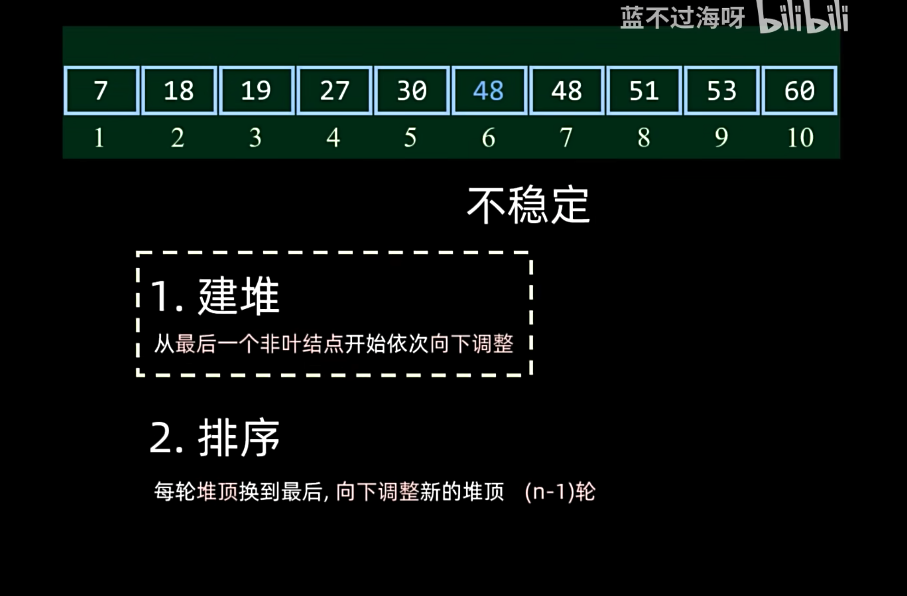 蓝不过海呀 bilibili
7 18 19 27 30 48 48 51 53 60
1 2 3 4 5 6 7 8 9 10
不稳定
1. 建堆
从最后一个非叶结点开始依次向下调整
2. 排序
每轮堆顶换到最后, 向下调整新的堆顶 (n-1)轮